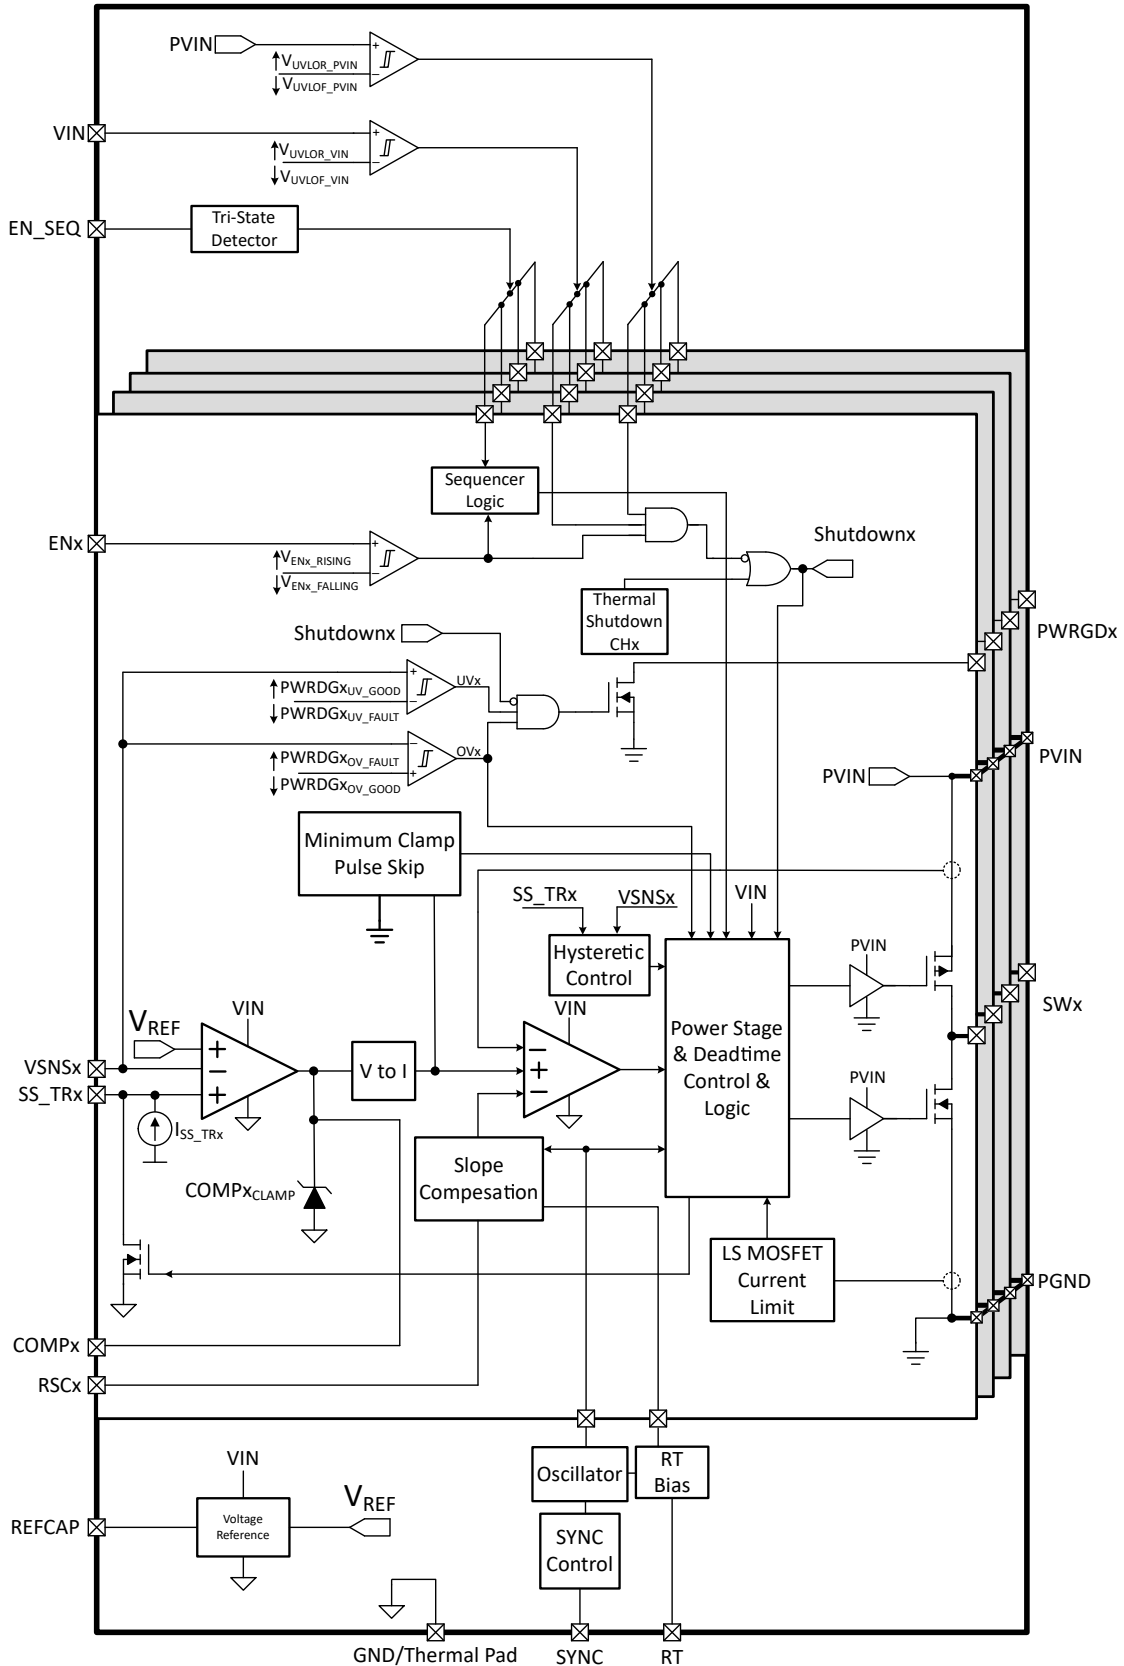 PVIN
+
VUVLOR_PVIN
−
VUVLOF_PVIN
VIN
+
VUVLOR_VIN
−
VUVLOF_VIN
EN_SEQ
Tri-State
Detector
Sequencer
Logic
ENx
+
VENx_RISING
−
VENx_FALLING
Shutdownx
Thermal
Shutdown
CHx
Shutdownx
PWRGDx
+
UVx
PWRDGxUV_GOOD
−
PWRDGxUV_FAULT
−
OVx
PWRDGxOV_FAULT
+
PWRDGxOV_GOOD
PVIN
PVIN
Minimum Clamp
Pulse Skip
SS_TRx
VSNSx
VIN
Hysteretic
Control
PVIN
SWx
VREF
VIN
VIN
Power Stage
& Deadtime
Control &
Logic
+
−
+
VSNSx
SS_TRx
V to I
−
+
−
PVIN
ISS_TRx
COMPxCLAMP
Slope
Compesation
LS MOSFET
Current
Limit
PGND
COMPx
RSCx
VIN
VREF
REFCAP
Voltage
Reference
Oscillator
RT
Bias
SYNC
Control
GND/Thermal Pad
SYNC
RT